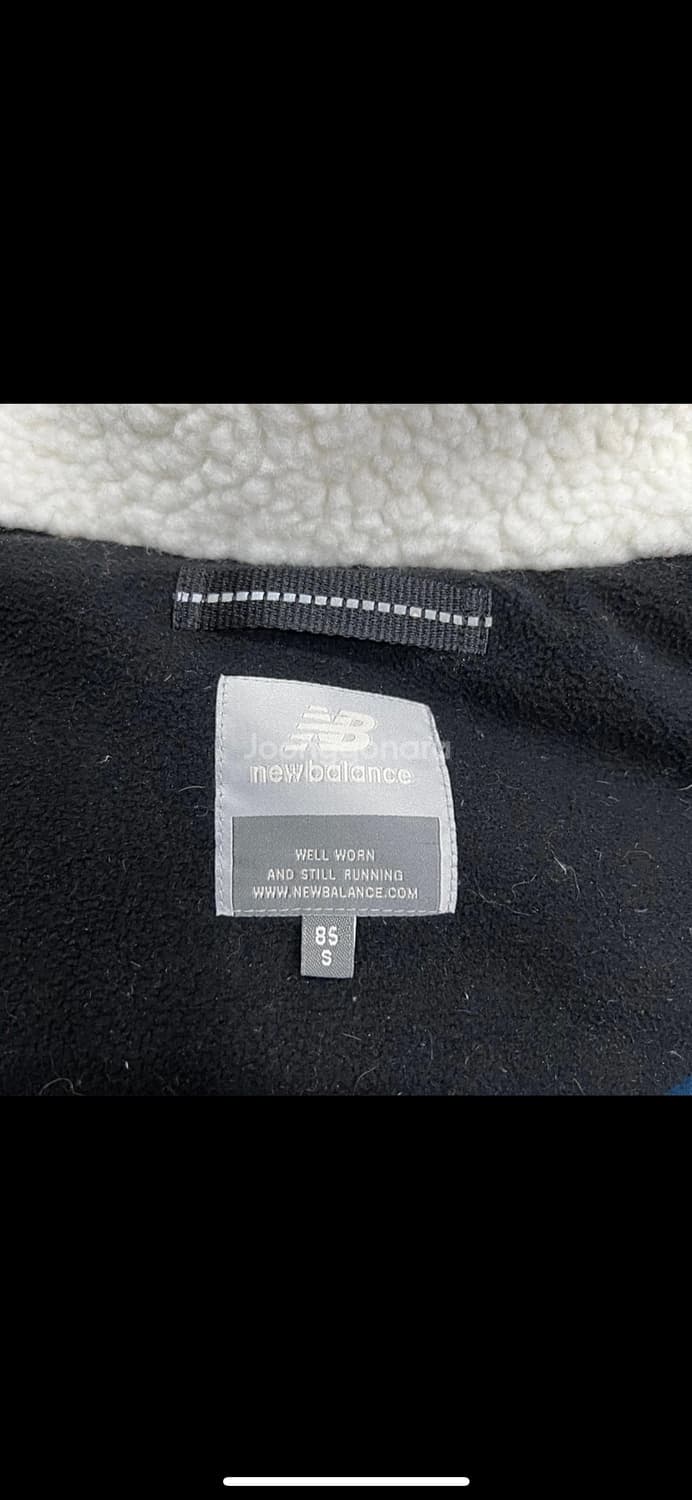 NB
newbalance
WELL WORN
AND STILL RUNNING
WWW.NEWBALANCE.COM
85
S